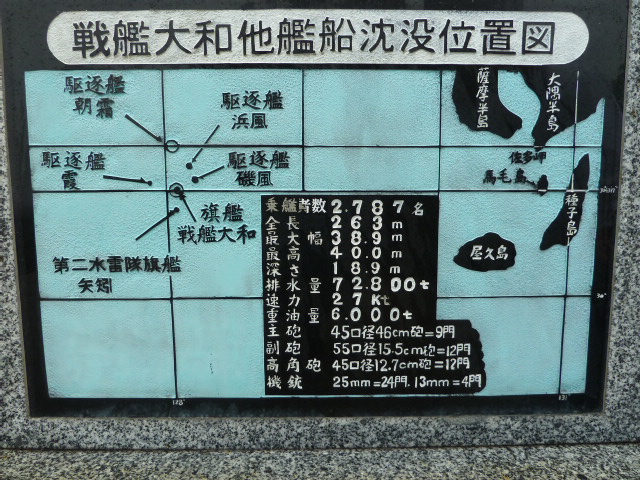 戦艦大和他艦船沈没位置図
駆逐艦
朝霜
駆逐艦
浜風
駆逐艦
霞
駆逐艦
磯風
旗艦
戦艦大和
第二水雷隊旗艦
矢矧
薩摩半島
大隅半島
佐多岬
馬毛島
種子島
屋久島
乗艦者数 2.787名
全長 263m
最大幅 38.9m
最高 40.0m
深さ 18.9m
排水量 72.800t
速力 27Kt
重油量 6.000t
主砲 45口径46cm砲=9門
副砲 55口径15.5cm砲=12門
高角砲 45口径12.7cm砲=12門
機銃 25mm=24門.13mm=4門
30°
128°
131